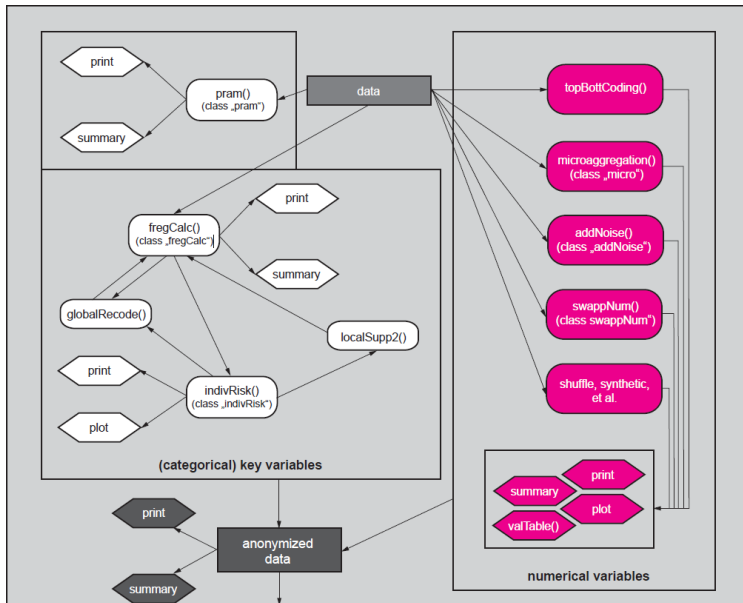 print
pram()
(class „pram“)
summary
data
topBottCoding()
microaggregation()
(class „micro“)
addNoise()
(class „addNoise“)
swappNum()
(class swappNum“)
shuffle, synthetic,
et al.
print
fregCalc()
(class „fregCalc“)
summary
globalRecode()
localSupp2()
print
indivRisk()
(class „indivRisk“)
plot
(categorical) key variables
print
summary
plot
valTable()
numerical variables
print
anonymized
data
summary